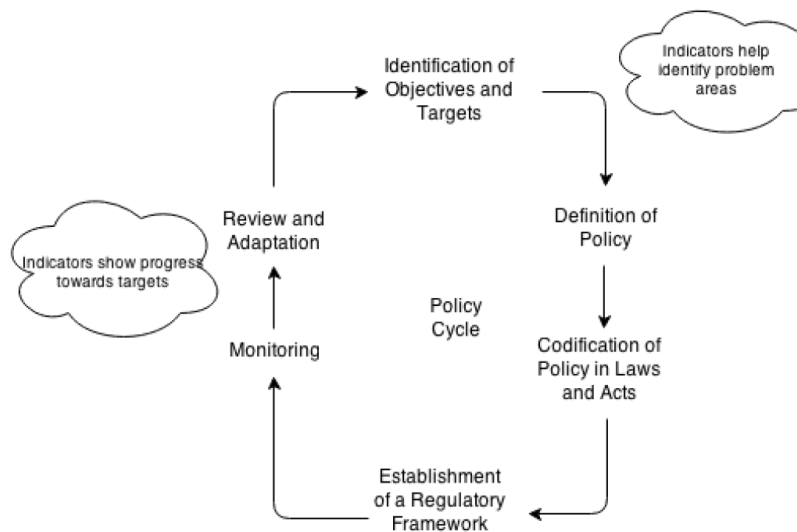 Identification of
Objectives and
Targets
Indicators help
identify problem
areas
Definition of
Policy
Codification of
Policy in Laws
and Acts
Establishment
of a Regulatory
Framework
Monitoring
Review and
Adaptation
Indicators show progress
towards targets
Policy
Cycle